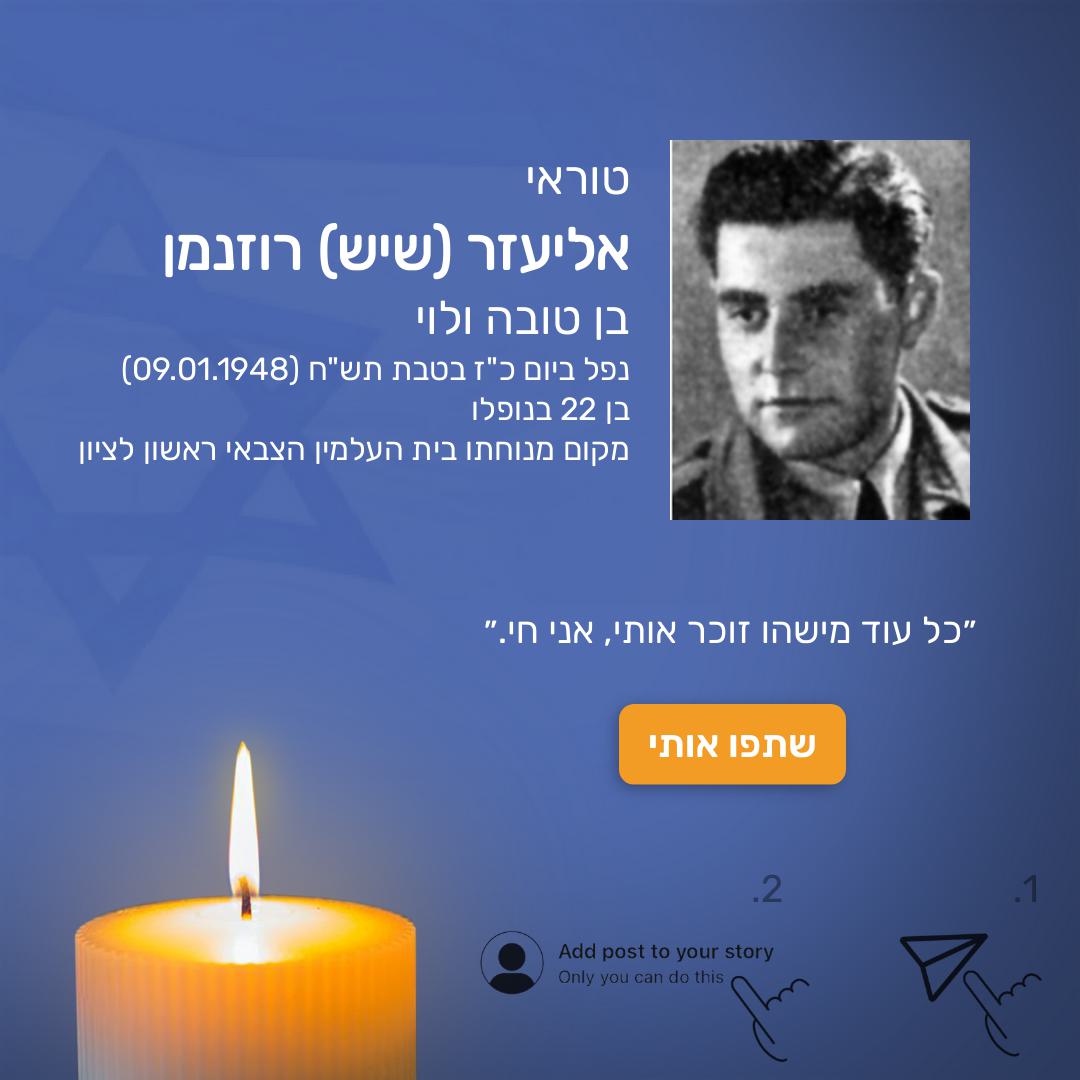 טוראי
אליעזר (שיש) רוזנמן
בן טובה ולוי
נפל ביום כ"ז בטבת תש"ח (09.01.1948)
בן 22 בנופלו
מקום מנוחתו בית העלמין הצבאי ראשון לציון
״כל עוד מישהו זוכר אותי, אני חי.״
שתפו אותי
1.
2.
Add post to your story
Only you can do this